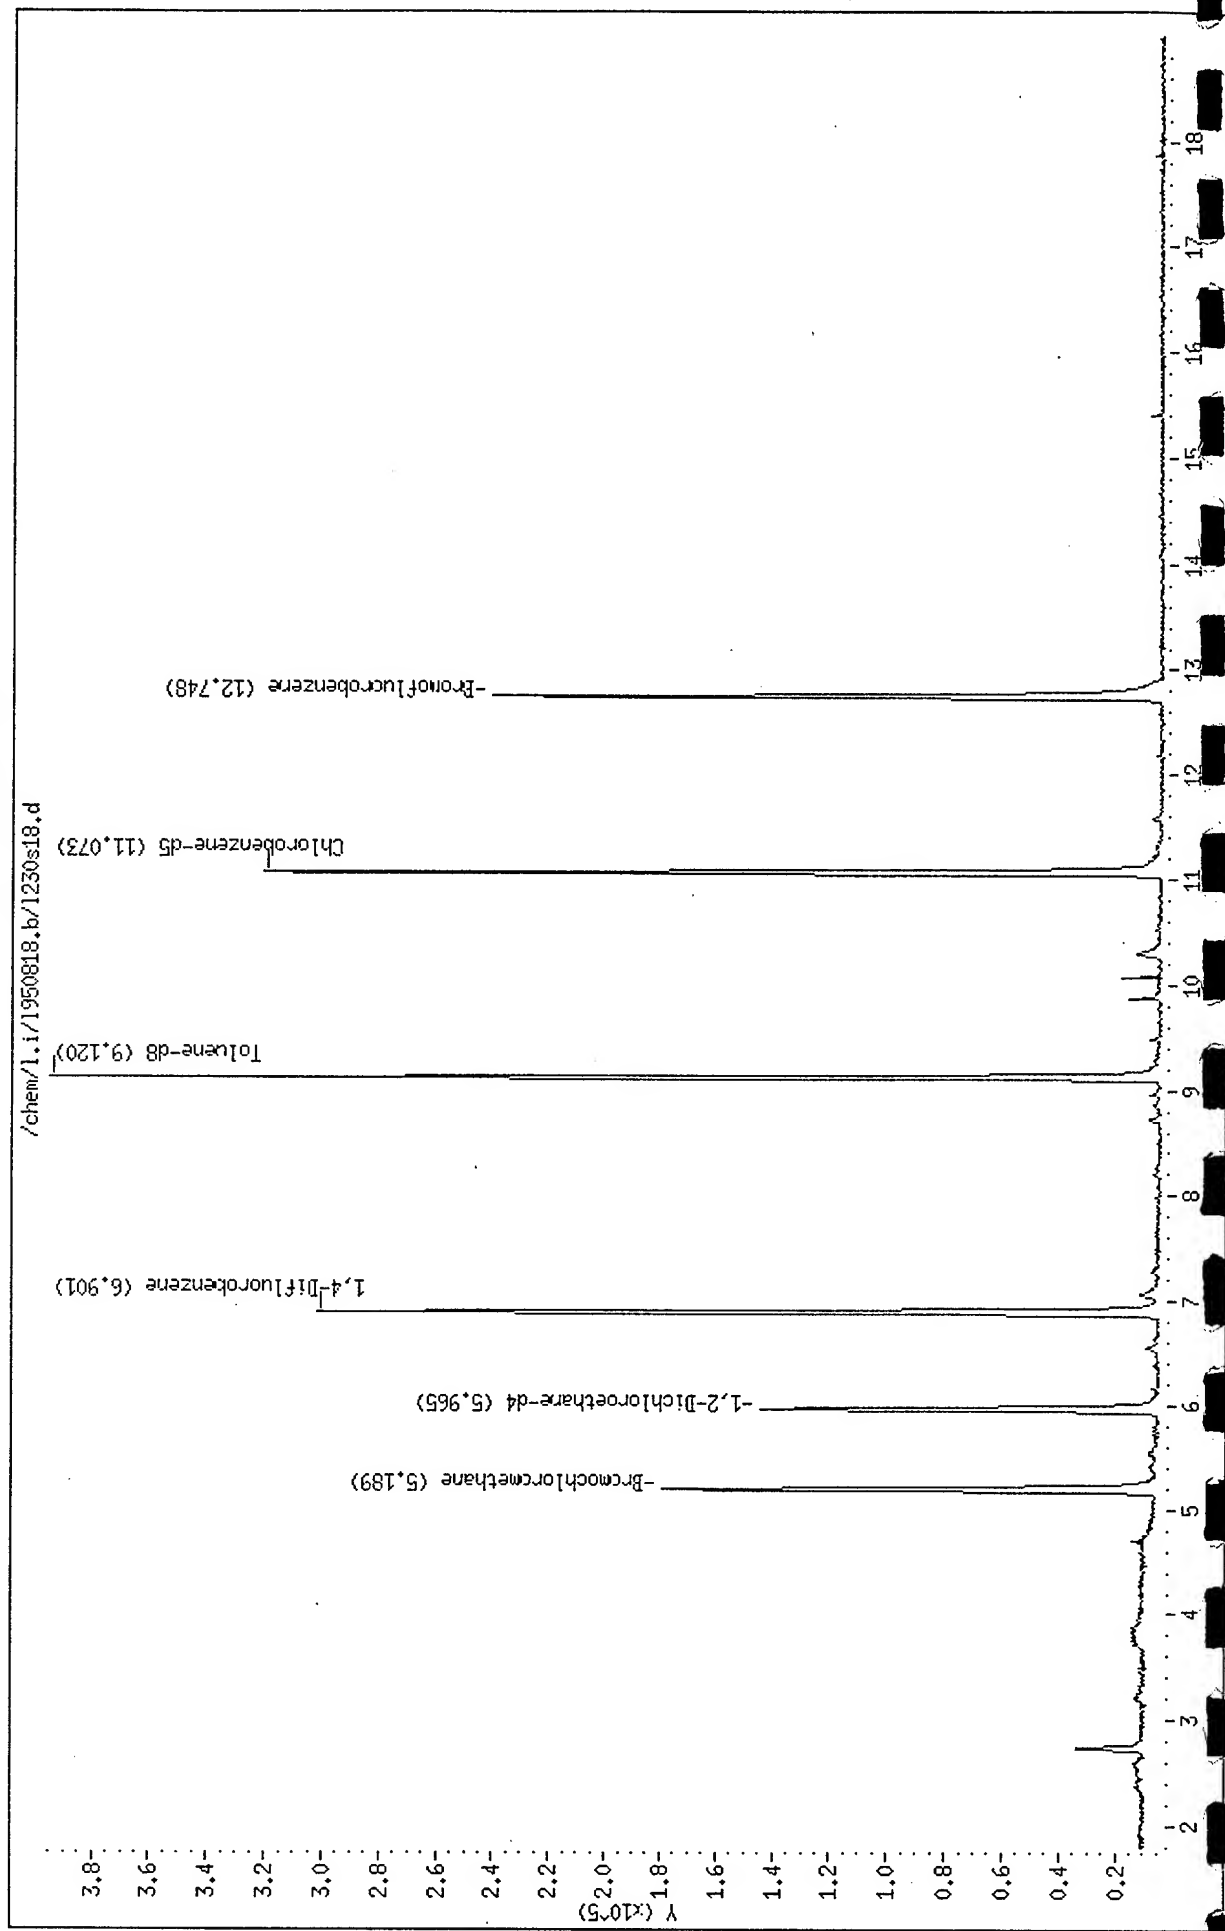 /chem/l.i/l950818.b/l230s18.d
Y (x10^5)
3.8
3.6
3.4
3.2
3.0
2.8
2.6
2.4
2.2
2.0
1.8
1.6
1.4
1.2
1.0
0.8
0.6
0.4
0.2
-Bromochloromethane (5.189)
-1,2-Dichloroethane-d4 (5.965)
1,4-Difluorobenzene (6.901)
Toluene-d8 (9.120)
Chlorobenzene-d5 (11.073)
-Bromofluorobenzene (12.748)
2 3 4 5 6 7 8 9 10 11 12 13 14 15 16 17 18